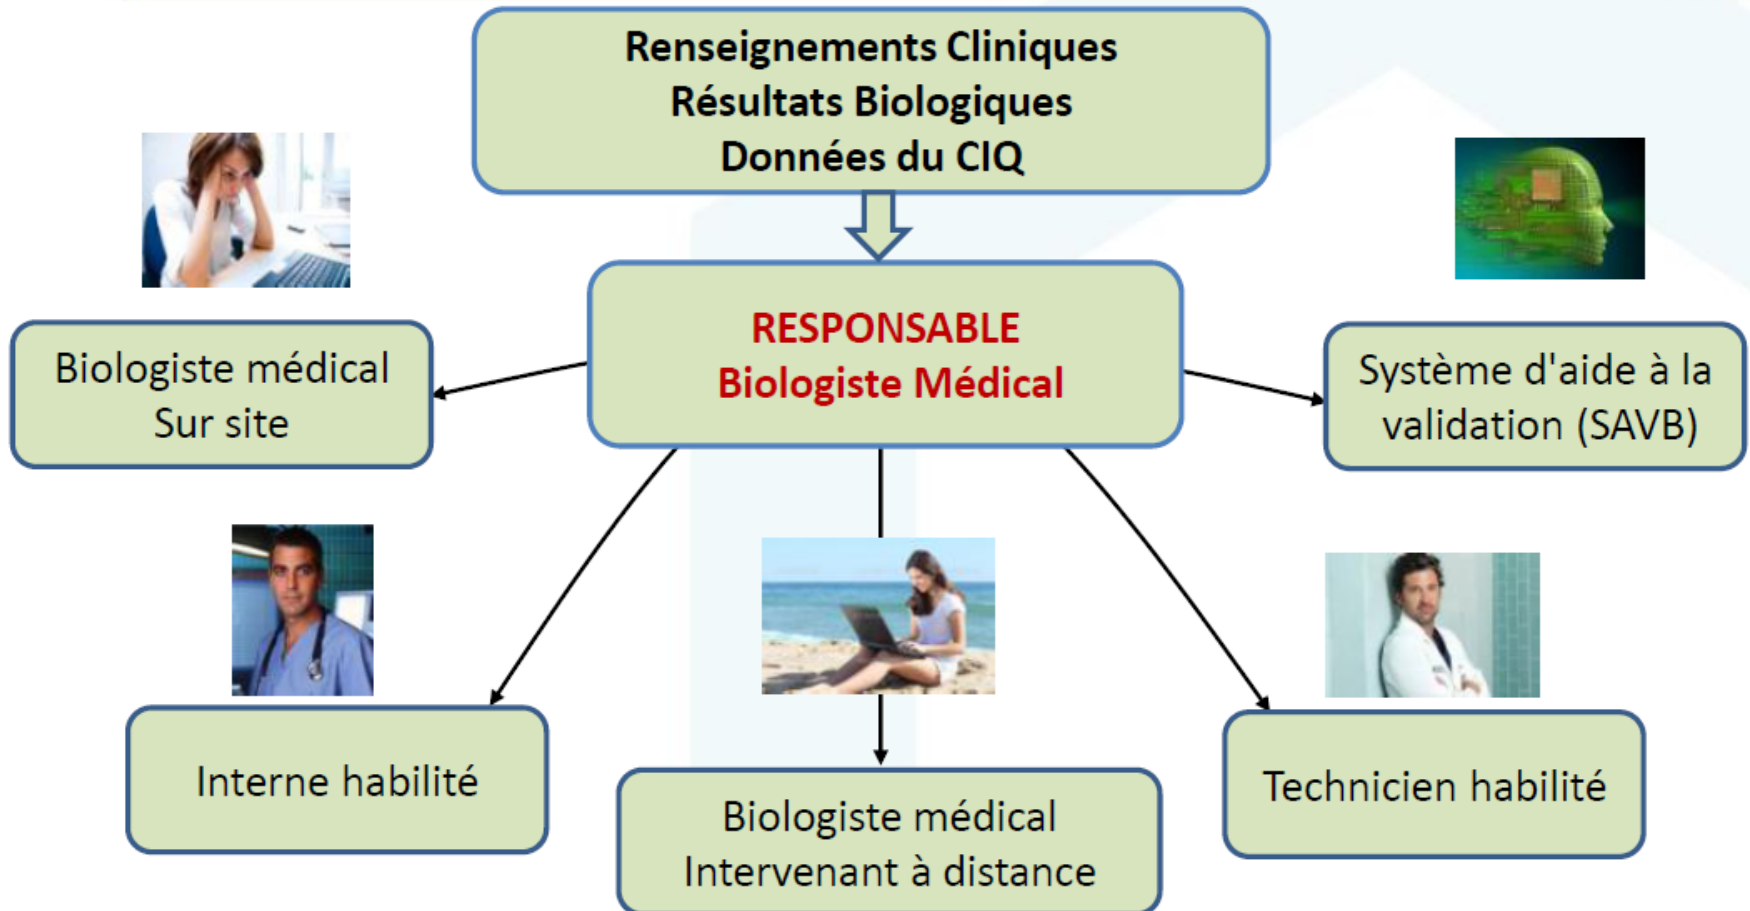 Renseignements Cliniques
Résultats Biologiques
Données du CIQ
RESPONSABLE
Biologiste Médical
Biologiste médical
Sur site
Système d'aide à la
validation (SAVB)
Interne habilité
Biologiste médical
Intervenant à distance
Technicien habilité